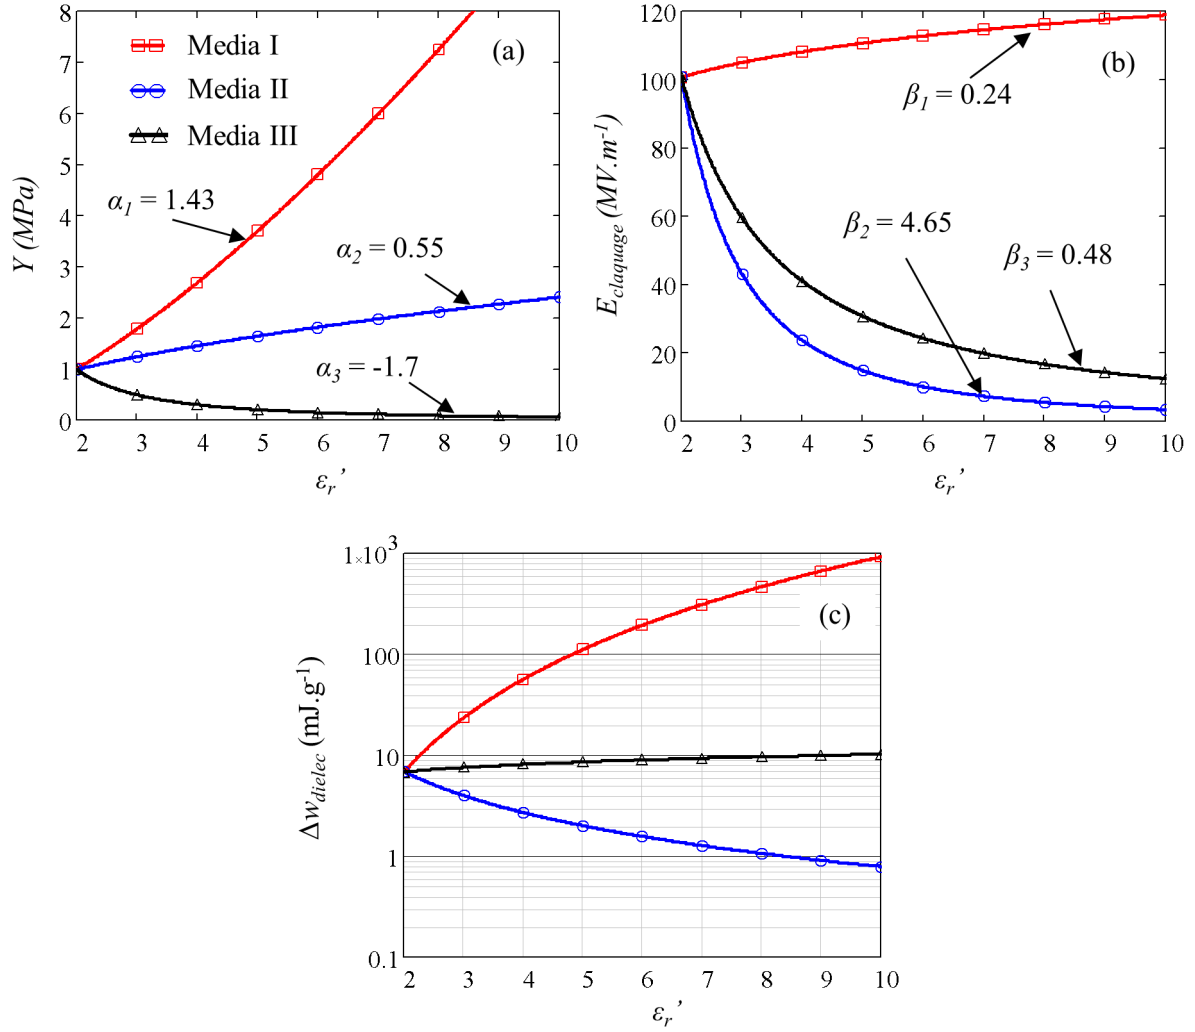 8
7
6
5
4
3
2
1
0
Y (MPa)
Media I
Media II
Media III
(a)
α1 = 1.43
α2 = 0.55
α3 = -1.7
2 3 4 5 6 7 8 9 10
εr’
120
100
80
60
40
20
0
Eclaquage (MV.m-1)
(b)
β1 = 0.24
β2 = 4.65
β3 = 0.48
2 3 4 5 6 7 8 9 10
εr’
1×10³
100
10
1
0.1
Δwdielec (mJ.g-1)
(c)
2 3 4 5 6 7 8 9 10
εr’